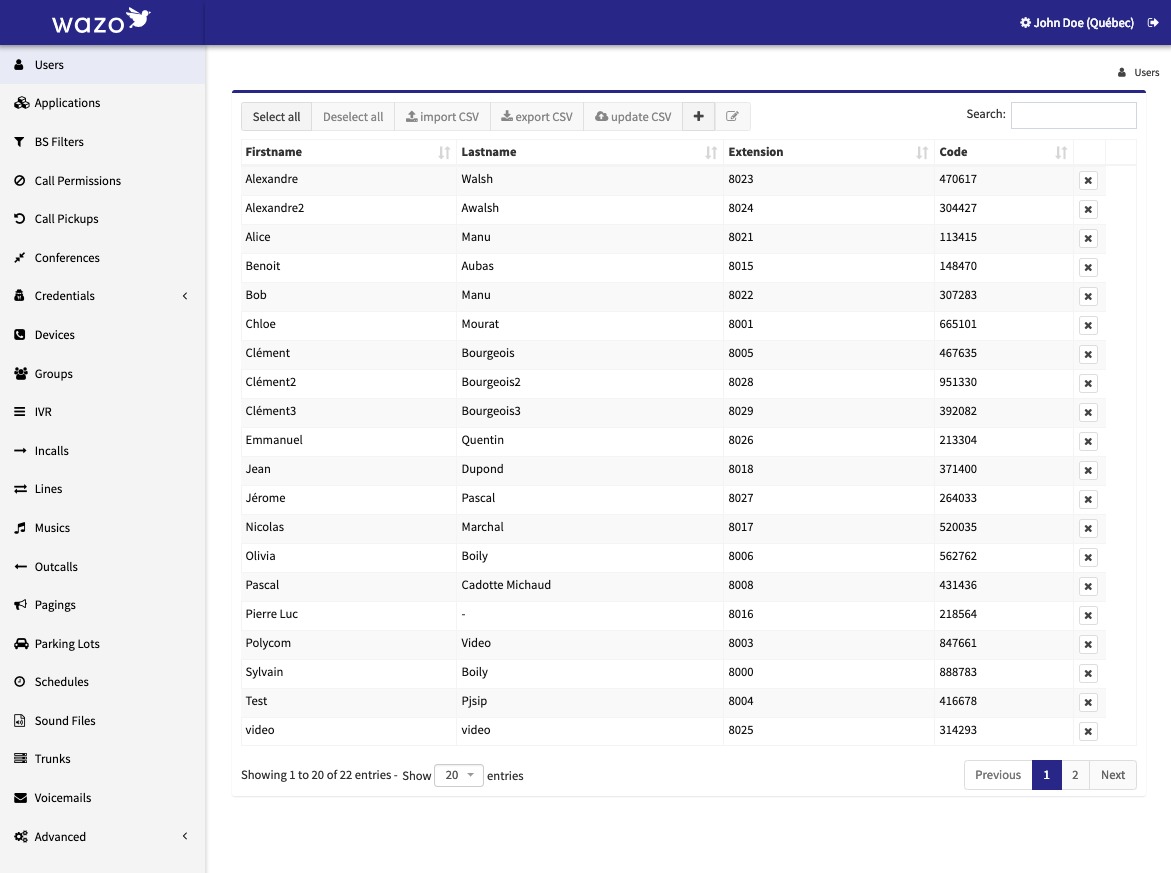 wazo
John Doe (Québec)
Users
Applications
BS Filters
Call Permissions
Call Pickups
Conferences
Credentials
Devices
Groups
IVR
Incalls
Lines
Musics
Outcalls
Pagings
Parking Lots
Schedules
Sound Files
Trunks
Voicemails
Advanced
Users
Select all Deselect all import CSV export CSV update CSV Search:
Firstname Lastname Extension Code
Alexandre Walsh 8023 470617
Alexandre2 Awalsh 8024 304427
Alice Manu 8021 113415
Benoit Aubas 8015 148470
Bob Manu 8022 307283
Chloe Mourat 8001 665101
Clément Bourgeois 8005 467635
Clément2 Bourgeois2 8028 951330
Clément3 Bourgeois3 8029 392082
Emmanuel Quentin 8026 213304
Jean Dupond 8018 371400
Jérome Pascal 8027 264033
Nicolas Marchal 8017 520035
Olivia Boily 8006 562762
Pascal Cadotte Michaud 8008 431436
Pierre Luc - 8016 218564
Polycom Video 8003 847661
Sylvain Boily 8000 888783
Test Pjsip 8004 416678
video video 8025 314293
Showing 1 to 20 of 22 entries - Show 20 entries Previous 1 2 Next